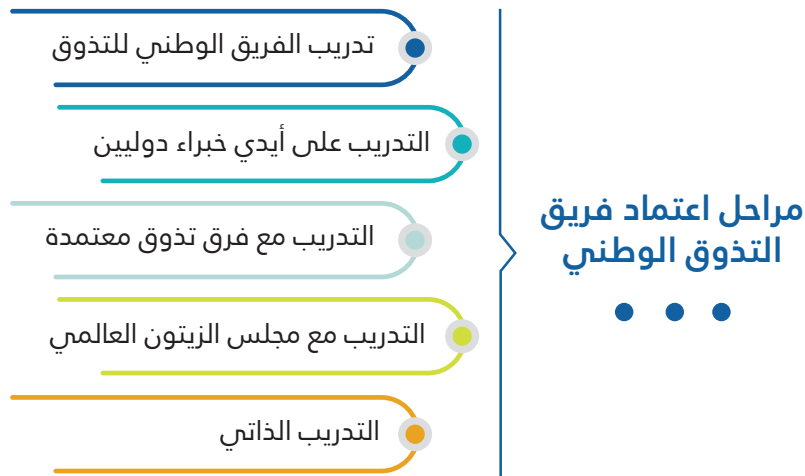 مراحل اعتماد فريق
التذوق الوطني
تدريب الفريق الوطني للتذوق
التدريب على أيدي خبراء دوليين
التدريب مع فرق تذوق معتمدة
التدريب مع مجلس الزيتون العالمي
التدريب الذاتي